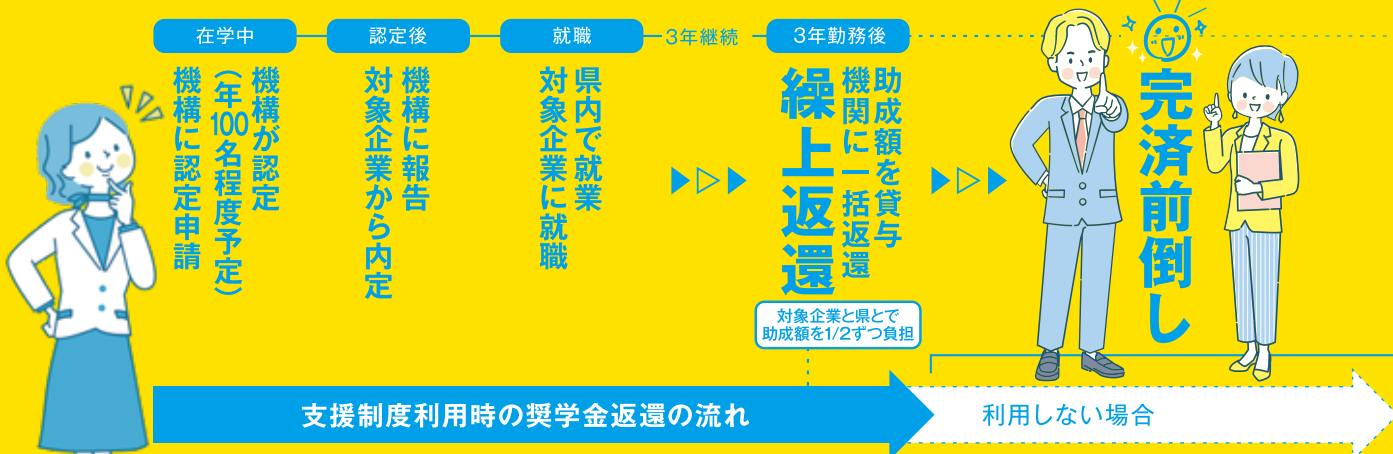 在学中
機構が認定
（年100名程度予定）
機構に認定申請
認定後
機構に報告
対象企業から内定
就職
県内で就業
対象企業に就職
3年継続
3年勤務後
助成額を貸与
機関に一括返還
繰上返還
対象企業と県とで
助成額を1/2ずつ負担
完済前倒し
支援制度利用時の奨学金返還の流れ
利用しない場合